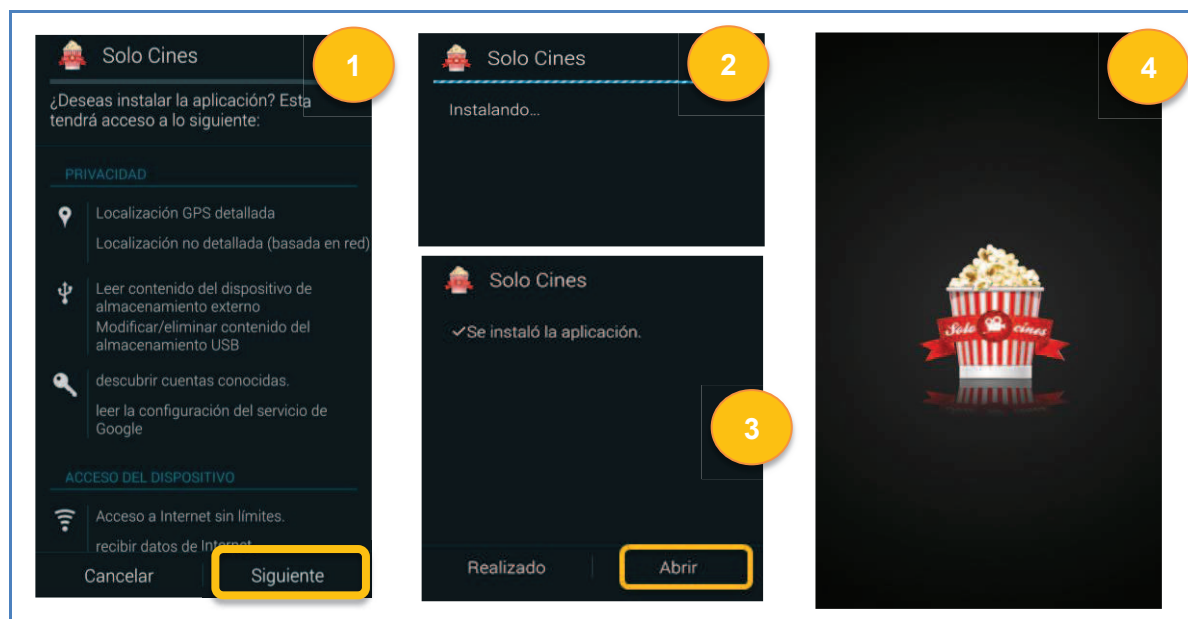 Solo Cines
1
¿Deseas instalar la aplicación? Esta
tendrá acceso a lo siguiente:
PRIVACIDAD
Localización GPS detallada
Localización no detallada (basada en red)
Leer contenido del dispositivo de
almacenamiento externo
Modificar/eliminar contenido del
almacenamiento USB
descubrir cuentas conocidas.
leer la configuración del servicio de
Google
ACCESO DEL DISPOSITIVO
Acceso a Internet sin límites.
recibir datos de Internet
Cancelar
Siguiente
Solo Cines
2
Instalando...
Solo Cines
✓Se instaló la aplicación.
3
Realizado
Abrir
4
Solo cines